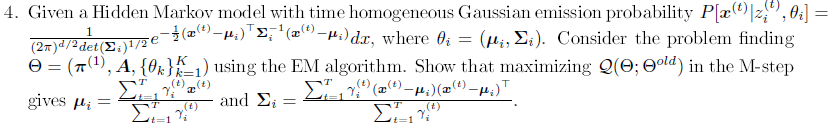 4. Given a Hidden Markov model with time homogeneous Gaussian emission probability $P[\boldsymbol{x}^{(t)}|z_i^{(t)}, \theta_i] =$
$\frac{1}{(2\pi)^{d/2} det(\boldsymbol{\Sigma}_i)^{1/2}} e^{-\frac{1}{2}(\boldsymbol{x}^{(t)}-\boldsymbol{\mu}_i)^\top \boldsymbol{\Sigma}_i^{-1}(\boldsymbol{x}^{(t)}-\boldsymbol{\mu}_i)} dx$, where $\theta_i = (\boldsymbol{\mu}_i, \boldsymbol{\Sigma}_i)$. Consider the problem finding
$\Theta = (\boldsymbol{\pi}^{(1)}, \boldsymbol{A}, \{\theta_k\}_{k=1}^K)$ using the EM algorithm. Show that maximizing $\mathcal{Q}(\Theta; \Theta^{old})$ in the M-step
gives $\boldsymbol{\mu}_i = \frac{\sum_{t=1}^T \gamma_i^{(t)} \boldsymbol{x}^{(t)}}{\sum_{t=1}^T \gamma_i^{(t)}}$ and $\boldsymbol{\Sigma}_i = \frac{\sum_{t=1}^T \gamma_i^{(t)} (\boldsymbol{x}^{(t)}-\boldsymbol{\mu}_i)(\boldsymbol{x}^{(t)}-\boldsymbol{\mu}_i)^\top}{\sum_{t=1}^T \gamma_i^{(t)}}$.